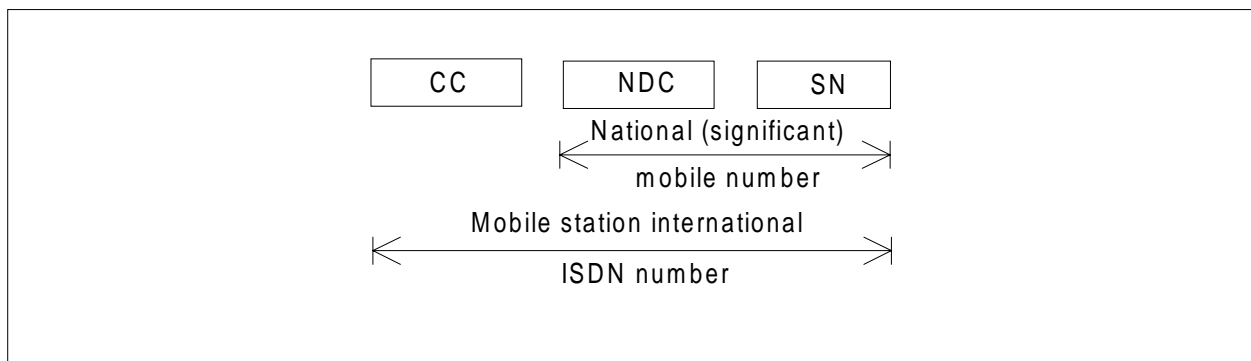 CC NDC SN
National (significant)
mobile number
Mobile station international
ISDN number